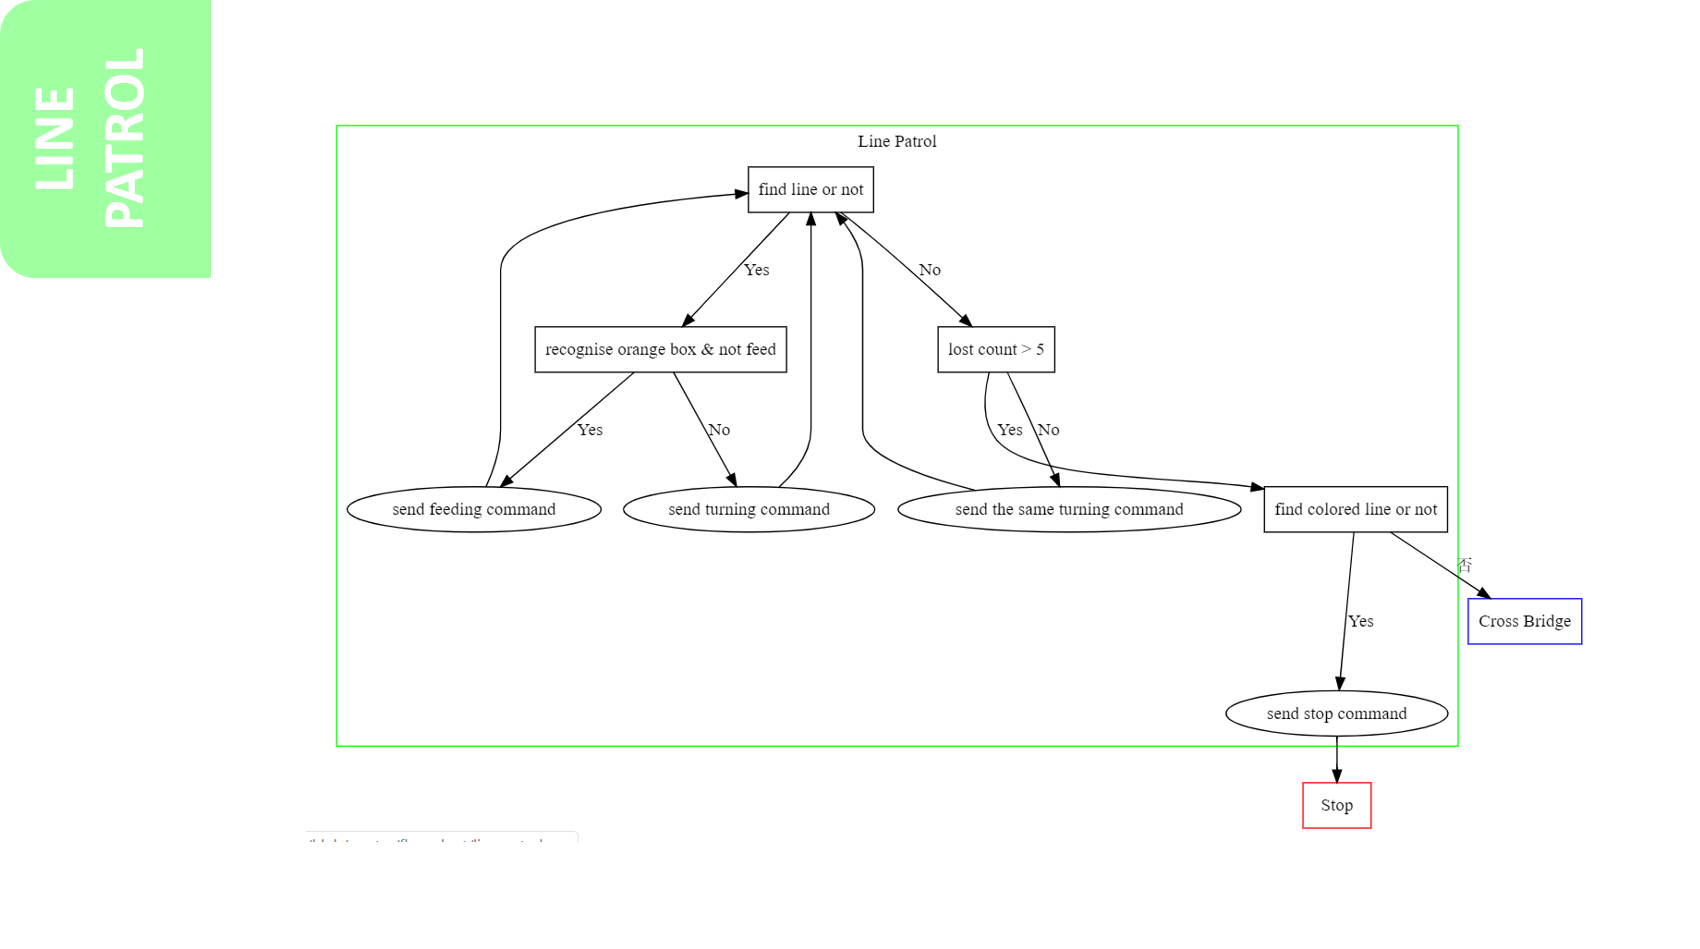 LINE
PATROL
Line Patrol
find line or not
Yes
No
recognise orange box & not feed
lost count > 5
Yes
No
Yes
No
send feeding command
send turning command
send the same turning command
find colored line or not
否
Yes
Cross Bridge
send stop command
Stop